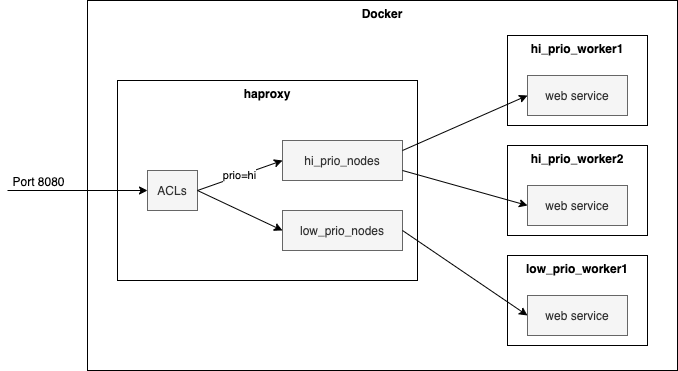 Docker
hi_prio_worker1
web service
haproxy
hi_prio_worker2
hi_prio_nodes
prio=hi
Port 8080
ACLs
web service
low_prio_nodes
low_prio_worker1
web service